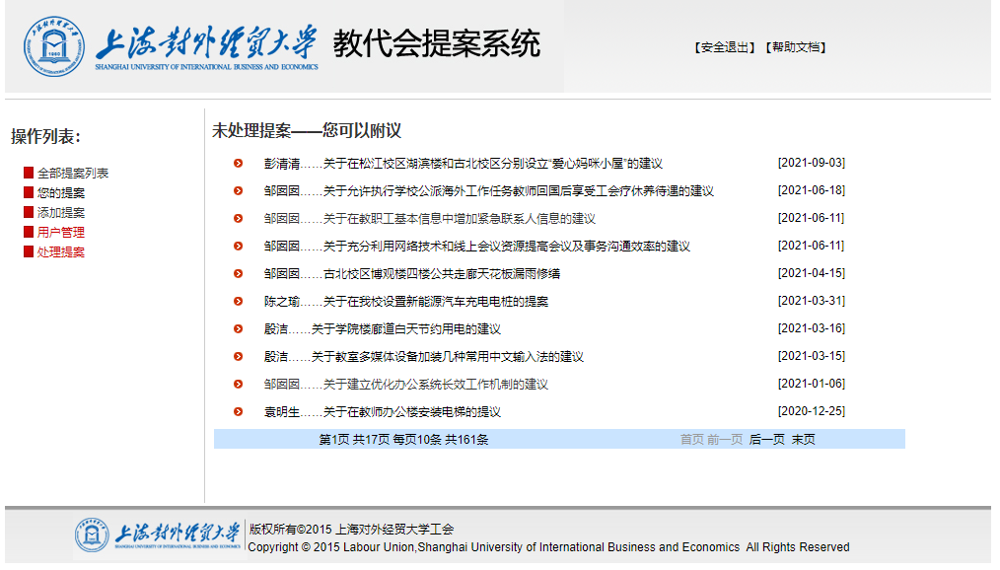 上海对外经贸大学 教代会提案系统
SHANGHAI UNIVERSITY OF INTERNATIONAL BUSINESS AND ECONOMICS
【安全退出】【帮助文档】
操作列表：
全部提案列表
您的提案
添加提案
用户管理
处理提案
未处理提案——您可以附议
彭清清……关于在松江校区湖滨楼和古北校区分别设立“爱心妈咪小屋”的建议 [2021-09-03]
邹囡囡……关于允许执行学校公派海外工作任务教师回国后享受工会疗休养待遇的建议 [2021-06-18]
邹囡囡……关于在教职工基本信息中增加紧急联系人信息的建议 [2021-06-11]
邹囡囡……关于充分利用网络技术和线上会议资源提高会议及事务沟通效率的建议 [2021-06-11]
邹囡囡……古北校区博观楼四楼公共走廊天花板漏雨修缮 [2021-04-15]
陈之瑜……关于在我校设置新能源汽车充电电桩的提案 [2021-03-31]
殷洁……关于学院楼廊道白天节约用电的建议 [2021-03-16]
殷洁……关于教室多媒体设备加装几种常用中文输入法的建议 [2021-03-15]
邹囡囡……关于建立优化办公系统长效工作机制的建议 [2021-01-06]
袁明生……关于在教师办公楼安装电梯的提议 [2020-12-25]
第1页 共17页 每页10条 共161条 首页 前一页 后一页 末页
上海对外经贸大学
版权所有©2015 上海对外经贸大学工会
Copyright © 2015 Labour Union,Shanghai University of International Business and Economics All Rights Reserved